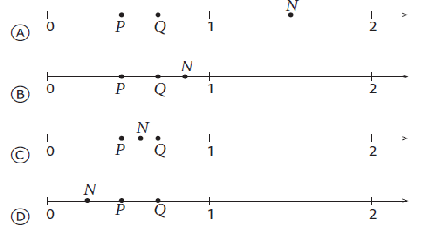 N
Ⓐ 0 P Q 1 2
N
Ⓑ 0 P Q 1 2
N
Ⓒ 0 P Q 1 2
N
Ⓓ 0 P Q 1 2